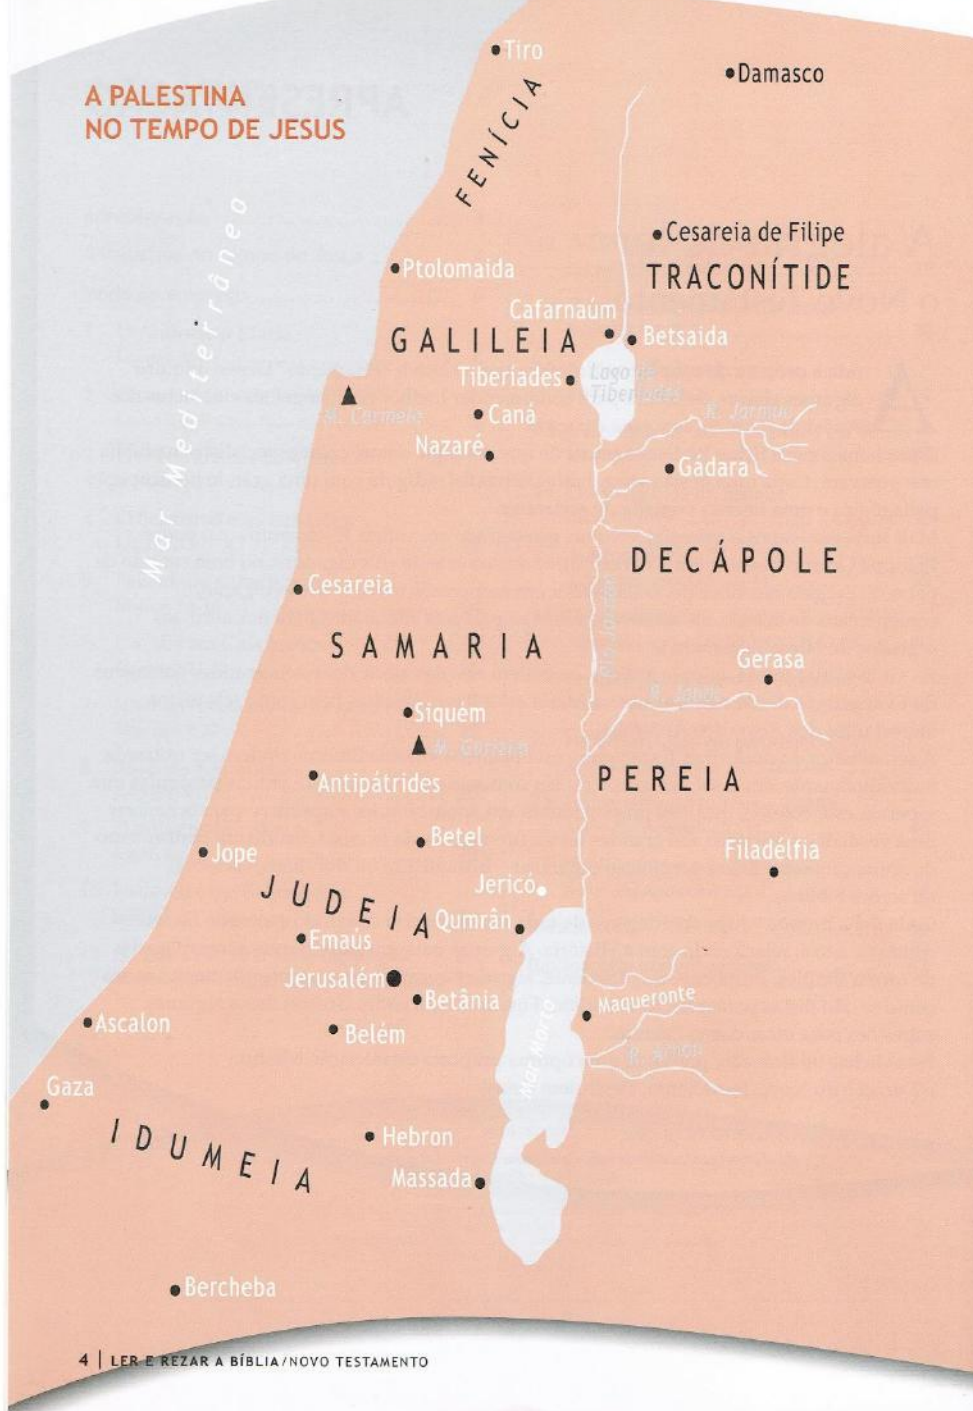 A PALESTINA
NO TEMPO DE JESUS
Tiro
Damasco
FENÍCIA
Mar Mediterrâneo
Cesareia de Filipe
Ptolomaida
TRACONÍTIDE
Cafarnaúm
GALILEIA
Betsaida
Tiberíades
Lago de
Tiberíades
M. Carmelo
Caná
R. Jarmuc
Nazaré
Gádara
DECÁPOLE
Cesareia
Rio Jordão
SAMARIA
Gerasa
R. Jaboc
Siquém
M. Garizim
Antipátrides
PEREIA
Betel
Filadélfia
Jope
Jericó
JUDEIA
Qumrân
Emaús
Jerusalém
Betânia
Maqueronte
Ascalon
Belém
Mar Morto
R. Arnon
Gaza
IDUMEIA
Hebron
Massada
Bercheba
4 | LER E REZAR A BÍBLIA/NOVO TESTAMENTO